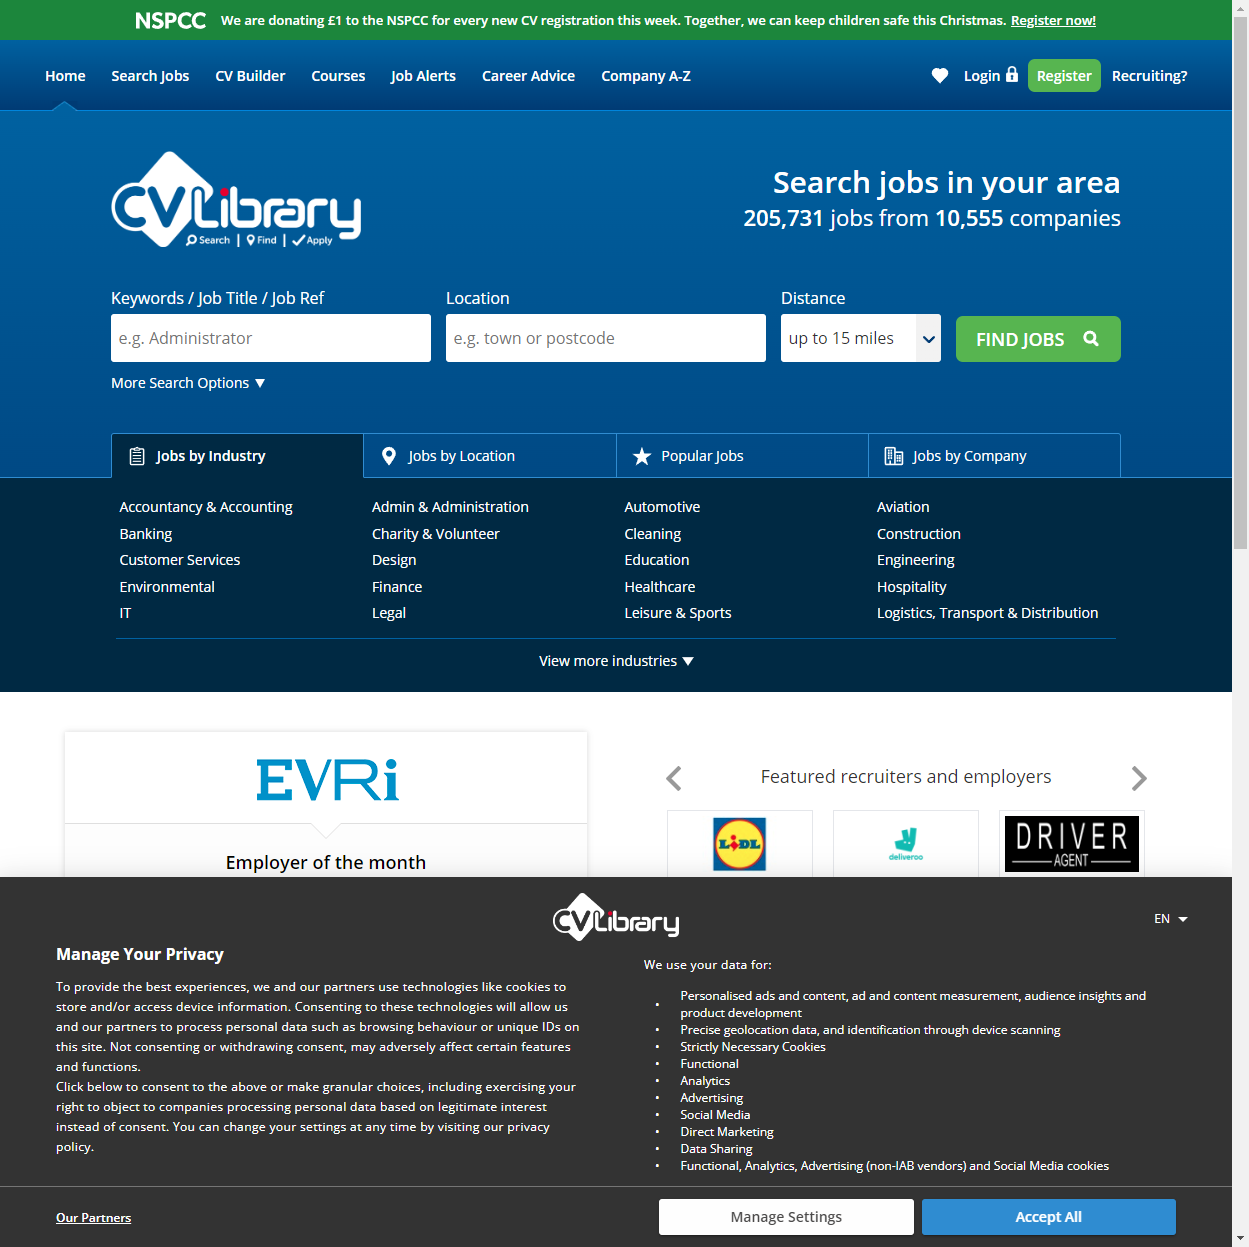 NSPCC We are donating £1 to the NSPCC for every new CV registration this week. Together, we can keep children safe this Christmas. Register now!
Home Search Jobs CV Builder Courses Job Alerts Career Advice Company A-Z Login Register Recruiting?
CVLibrary
Search | Find | Apply
Search jobs in your area
205,731 jobs from 10,555 companies
Keywords / Job Title / Job Ref Location Distance
e.g. Administrator e.g. town or postcode up to 15 miles FIND JOBS
More Search Options ▼
Jobs by Industry Jobs by Location Popular Jobs Jobs by Company
Accountancy & Accounting Admin & Administration Automotive Aviation
Banking Charity & Volunteer Cleaning Construction
Customer Services Design Education Engineering
Environmental Finance Healthcare Hospitality
IT Legal Leisure & Sports Logistics, Transport & Distribution
View more industries ▼
EVRi
Employer of the month
Featured recruiters and employers
LIDL deliveroo DRIVER AGENT
CVLibrary
EN
Manage Your Privacy
To provide the best experiences, we and our partners use technologies like cookies to
store and/or access device information. Consenting to these technologies will allow us
and our partners to process personal data such as browsing behaviour or unique IDs on
this site. Not consenting or withdrawing consent, may adversely affect certain features
and functions.
Click below to consent to the above or make granular choices, including exercising your
right to object to companies processing personal data based on legitimate interest
instead of consent. You can change your settings at any time by visiting our privacy
policy.
We use your data for:
• Personalised ads and content, ad and content measurement, audience insights and
product development
• Precise geolocation data, and identification through device scanning
• Strictly Necessary Cookies
• Functional
• Analytics
• Advertising
• Social Media
• Direct Marketing
• Data Sharing
• Functional, Analytics, Advertising (non-IAB vendors) and Social Media cookies
Our Partners Manage Settings Accept All